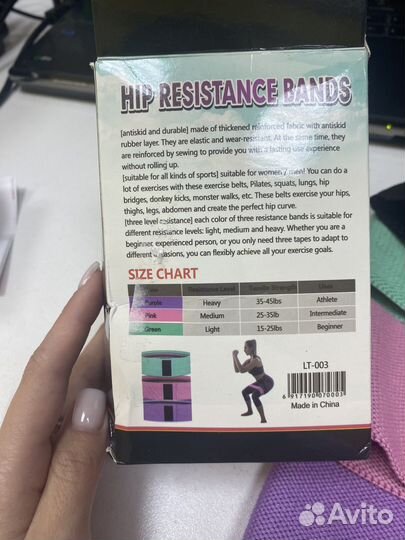 HIP RESISTANCE BANDS
[antiskid and durable] made of thickened reinforced fabric with antiskid
rubber layer. They are elastic and wear-resistant. At the same time, they
are reinforced by sewing to provide you with a lasting use experience
without rolling up.
[suitable for all kinds of sports] suitable for women / men! You can do a
lot of exercises with these exercise belts, Pilates, squats, lungs, hip
bridges, donkey kicks, monster walks, etc. These belts exercise your hips,
thighs, legs, abdomen and create the perfect hip curve.
[three level resistance] each color of three resistance bands is suitable for
different resistance levels: light, medium and heavy. Whether you are a
beginner experienced person, or you only need three tapes to adapt to
different occasions, you can flexibly achieve all your exercise goals.
SIZE CHART
Resistance Level Tensile Strength Uses
Purple Heavy 35-45lbs Athlete
Pink Medium 25-35lb Intermediate
Green Light 15-25lbs Beginner
LT-003
6 917190 070003
Made in China
Avito